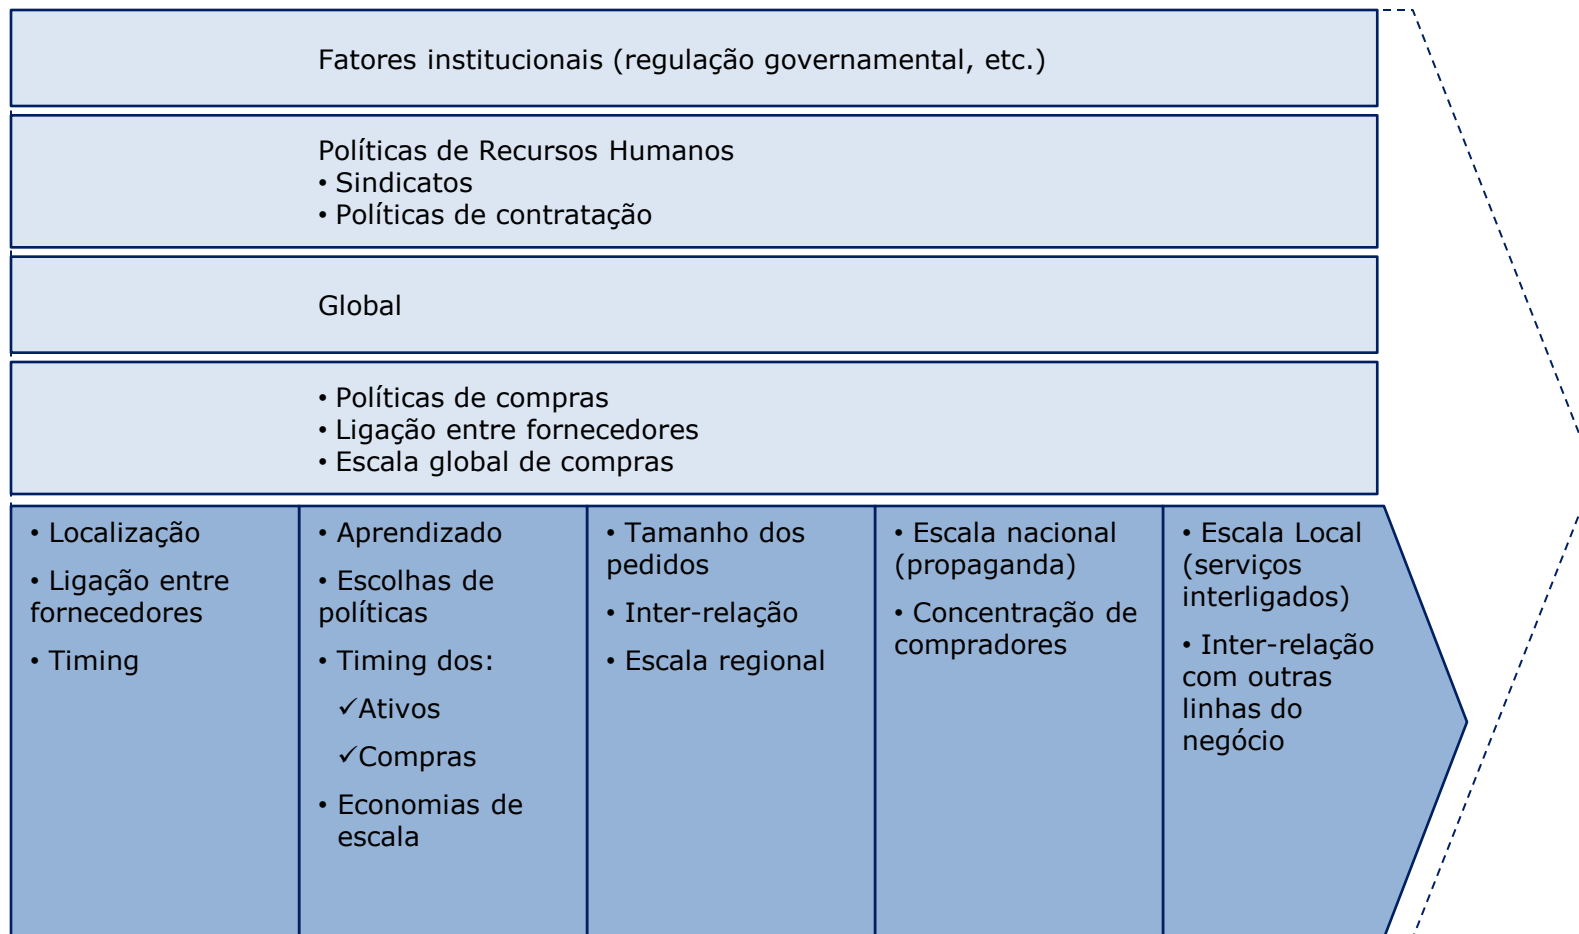 Fatores institucionais (regulação governamental, etc.)
Políticas de Recursos Humanos
• Sindicatos
• Políticas de contratação
Global
• Políticas de compras
• Ligação entre fornecedores
• Escala global de compras
• Localização
• Ligação entre
fornecedores
• Timing
• Aprendizado
• Escolhas de
políticas
• Timing dos:
✓Ativos
✓Compras
• Economias de
escala
• Tamanho dos
pedidos
• Inter-relação
• Escala regional
• Escala nacional
(propaganda)
• Concentração de
compradores
• Escala Local
(serviços
interligados)
• Inter-relação
com outras
linhas do
negócio